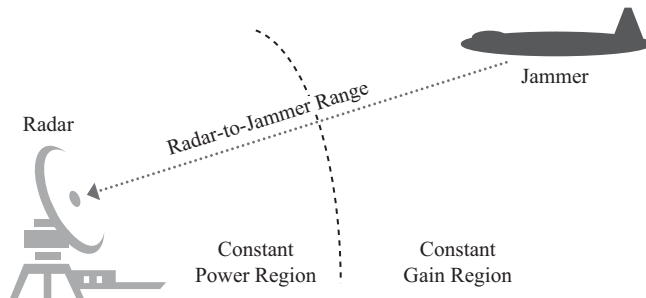 Jammer
Radar-to-Jammer Range
Radar
Constant
Power Region
Constant
Gain Region